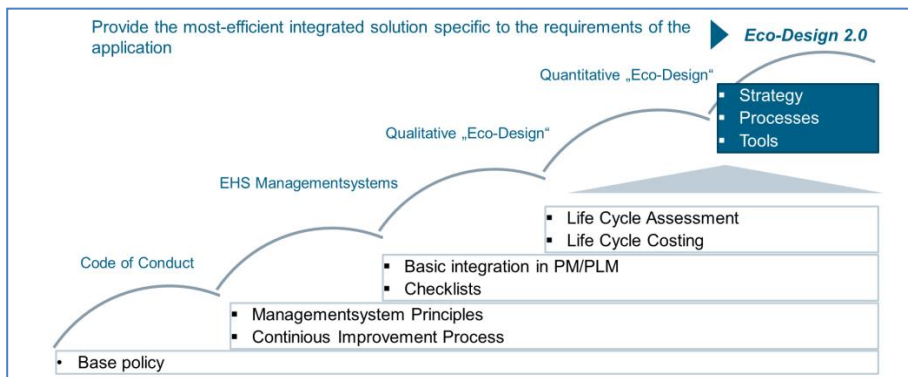 Provide the most-efficient integrated solution specific to the requirements of the
application
Eco-Design 2.0
Quantitative „Eco-Design“
▪ Strategy
▪ Processes
▪ Tools
Qualitative „Eco-Design“
EHS Managementsystems
▪ Life Cycle Assessment
▪ Life Cycle Costing
Code of Conduct
▪ Basic integration in PM/PLM
▪ Checklists
▪ Managementsystem Principles
▪ Continious Improvement Process
• Base policy